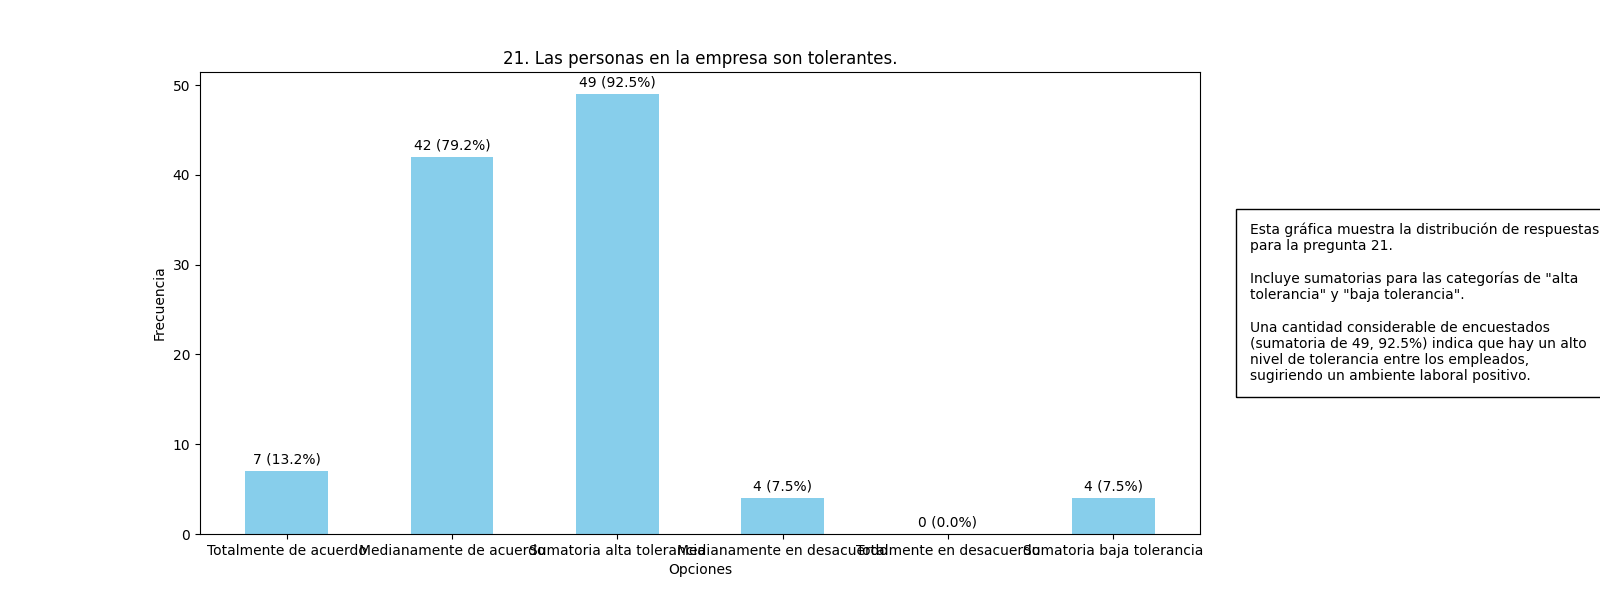 21. Las personas en la empresa son tolerantes.
50
40
30
20
10
0
Frecuencia
7 (13.2%)
42 (79.2%)
49 (92.5%)
4 (7.5%)
0 (0.0%)
4 (7.5%)
Totalmente de acuerdo
Medianamente de acuerdo
Sumatoria alta tolerancia
Medianamente en desacuerdo
Totalmente en desacuerdo
Sumatoria baja tolerancia
Opciones
Esta gráfica muestra la distribución de respuestas
para la pregunta 21.
Incluye sumatorias para las categorías de "alta
tolerancia" y "baja tolerancia".
Una cantidad considerable de encuestados
(sumatoria de 49, 92.5%) indica que hay un alto
nivel de tolerancia entre los empleados,
sugiriendo un ambiente laboral positivo.